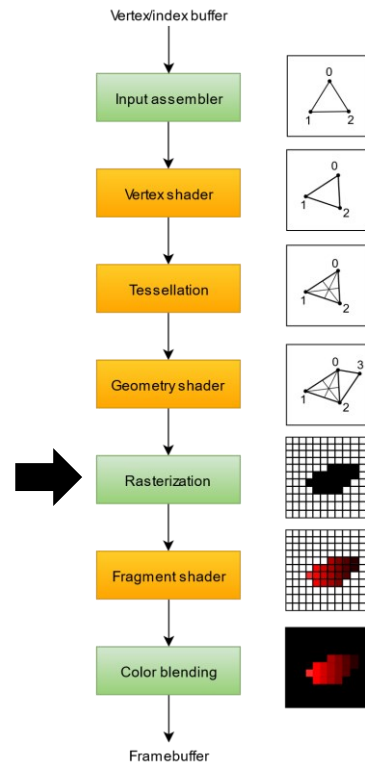 Vertex/index buffer
0
Input assembler
1 2
0
Vertex shader
1
2
0
Tessellation
1
2
0 3
Geometry shader
1
2
Rasterization
Fragment shader
Color blending
Framebuffer